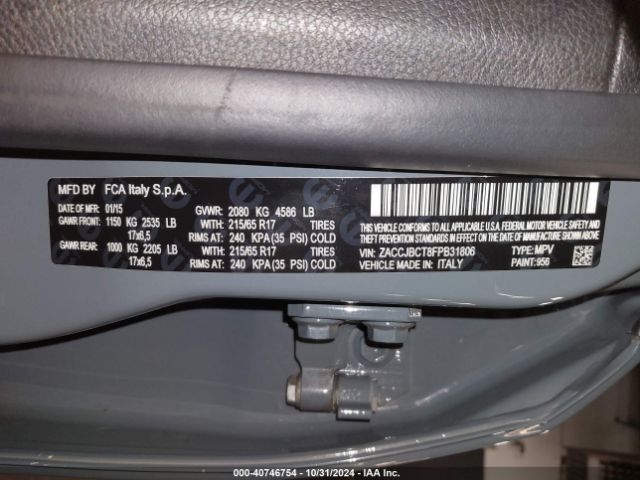 MFD BY FCA Italy S.p.A.
DATE OF MFR: 01/15 GVWR: 2080 KG 4586 LB
GAWR FRONT: 1150 KG 2535 LB WITH: 215/65 R17 TIRES
17x6,5 RIMS AT: 240 KPA (35 PSI) COLD
GAWR REAR: 1000 KG 2205 LB WITH: 215/65 R17 TIRES
17x6,5 RIMS AT: 240 KPA (35 PSI) COLD
THIS VEHICLE CONFORMS TO ALL APPLICABLE U.S.A. FEDERAL MOTOR VEHICLE SAFETY
AND THEFT PREVENTION STANDARDS IN EFFECT ON THE DATE OF MANUFACTURE SHOWN ABOVE
VIN: ZACCJBCT8FPB31806 TYPE: MPV
VEHICLE MADE IN: ITALY PAINT: 956
000-40746754 - 10/31/2024 - IAA Inc.